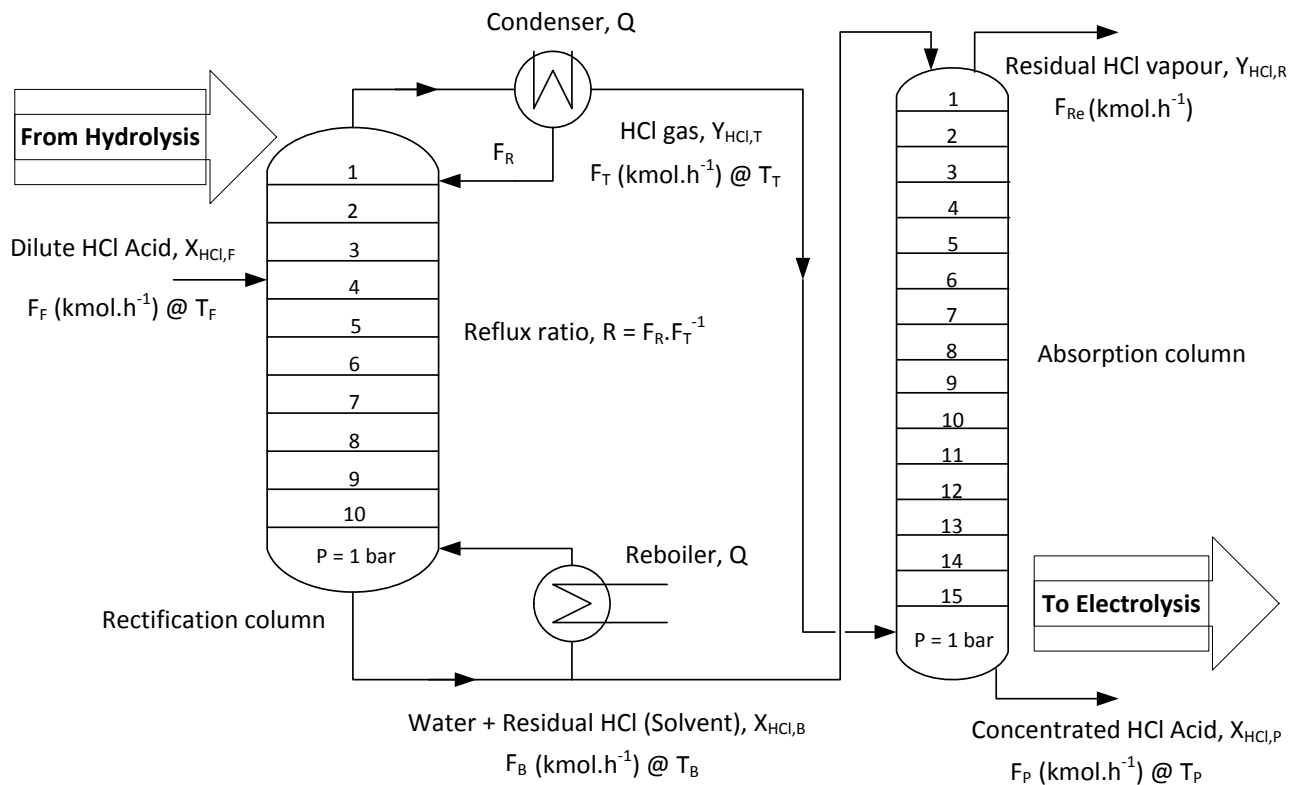 Condenser, Q
From Hydrolysis
F_R
HCl gas, Y_HCl,T
F_T (kmol.h⁻¹) @ T_T
Dilute HCl Acid, X_HCl,F
F_F (kmol.h⁻¹) @ T_F
1
2
3
4
5
6
7
8
9
10
P = 1 bar
Reflux ratio, R = F_R.F_T⁻¹
Reboiler, Q
Rectification column
Water + Residual HCl (Solvent), X_HCl,B
F_B (kmol.h⁻¹) @ T_B
Residual HCl vapour, Y_HCl,R
F_Re (kmol.h⁻¹)
1
2
3
4
5
6
7
8
9
10
11
12
13
14
15
P = 1 bar
Absorption column
To Electrolysis
Concentrated HCl Acid, X_HCl,P
F_P (kmol.h⁻¹) @ T_P